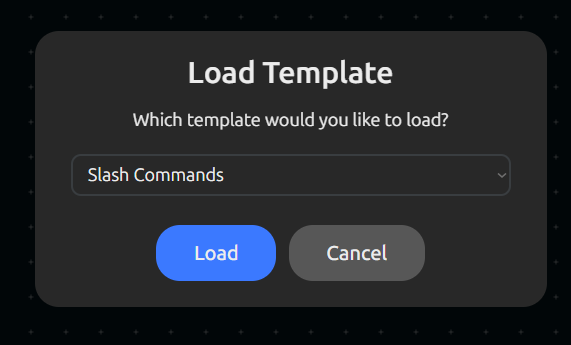 Load Template
Which template would you like to load?
Slash Commands
Load
Cancel